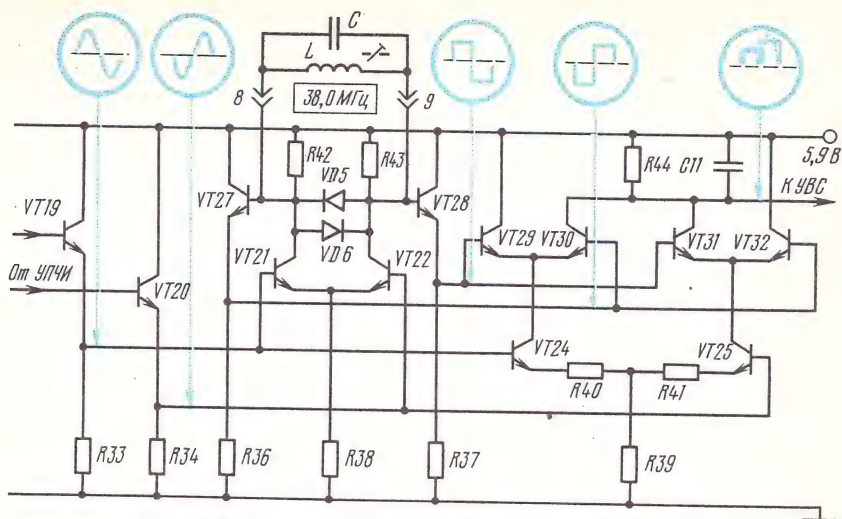 C
L
8
38,0 МГц
9
R42
R43
R44
C11
5,9 В
VD5
К УВС
VT19
VT27
VT28
VT29
VT30
VT31
VT32
VD6
VT21
VT22
От УПЧИ
VT20
VT24
VT25
R40
R41
R33
R34
R36
R38
R37
R39